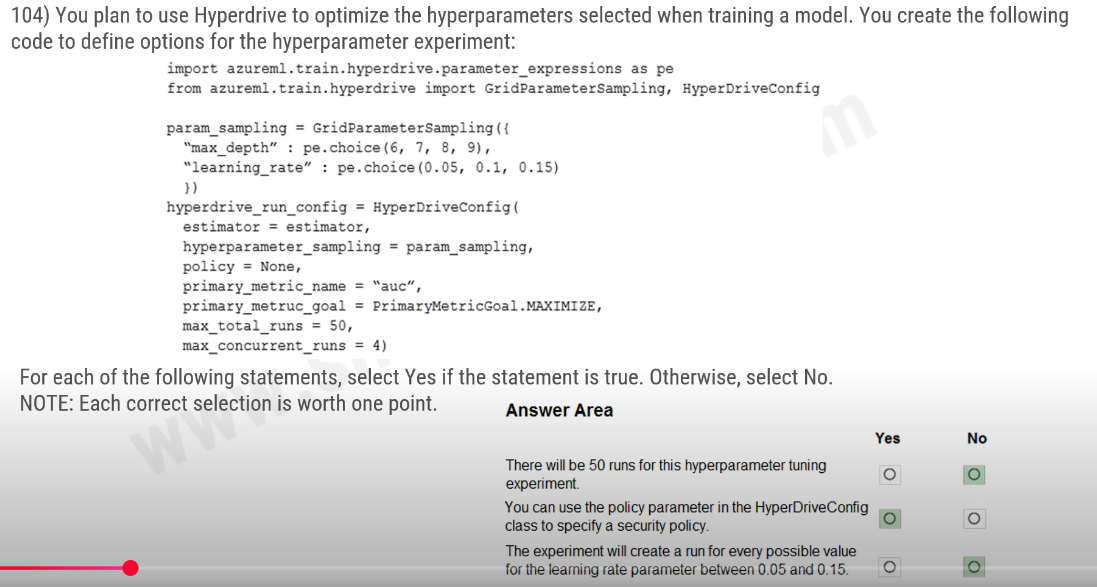 104) You plan to use Hyperdrive to optimize the hyperparameters selected when training a model. You create the following
code to define options for the hyperparameter experiment:
import azureml.train.hyperdrive.parameter_expressions as pe
from azureml.train.hyperdrive import GridParameterSampling, HyperDriveConfig
param_sampling = GridParameterSampling({
“max_depth” : pe.choice(6, 7, 8, 9),
“learning_rate” : pe.choice(0.05, 0.1, 0.15)
})
hyperdrive_run_config = HyperDriveConfig(
estimator = estimator,
hyperparameter_sampling = param_sampling,
policy = None,
primary_metric_name = “auc”,
primary_metruc_goal = PrimaryMetricGoal.MAXIMIZE,
max_total_runs = 50,
max_concurrent_runs = 4)
For each of the following statements, select Yes if the statement is true. Otherwise, select No.
NOTE: Each correct selection is worth one point.
Answer Area
Yes No
There will be 50 runs for this hyperparameter tuning
experiment.
You can use the policy parameter in the HyperDriveConfig
class to specify a security policy.
The experiment will create a run for every possible value
for the learning rate parameter between 0.05 and 0.15.